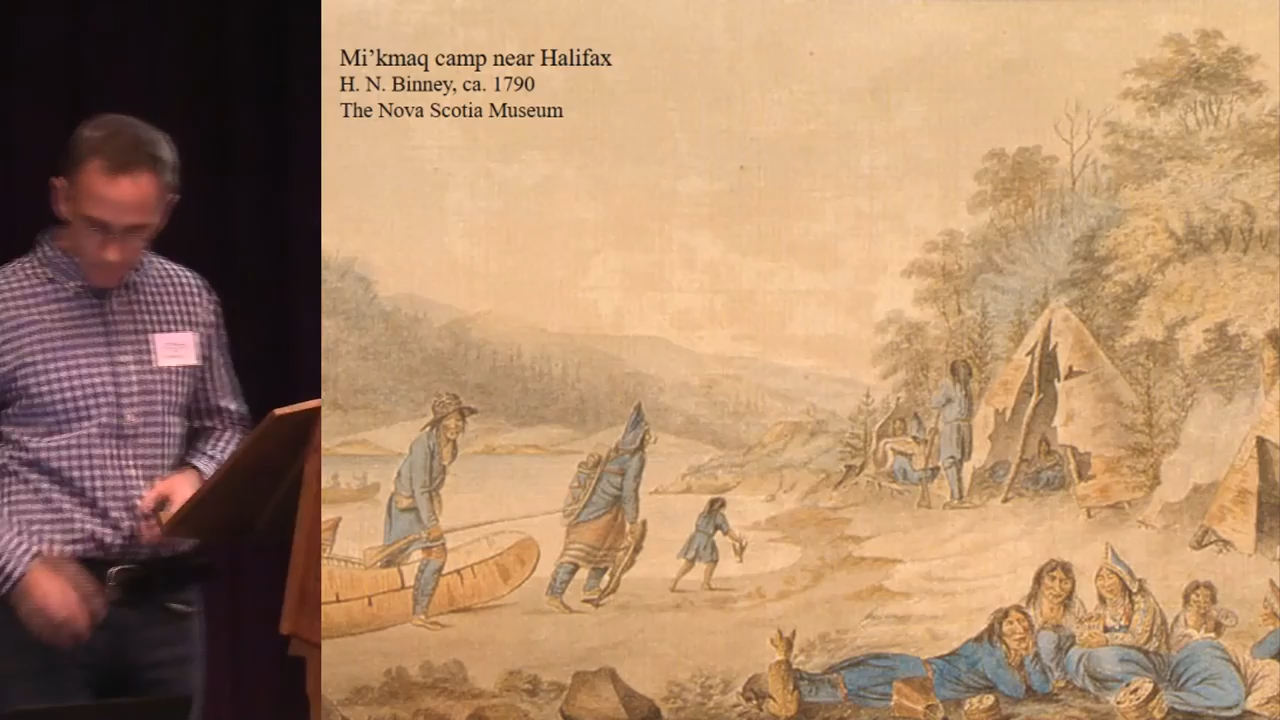 Mi’kmaq camp near Halifax
H. N. Binney, ca. 1790
The Nova Scotia Museum